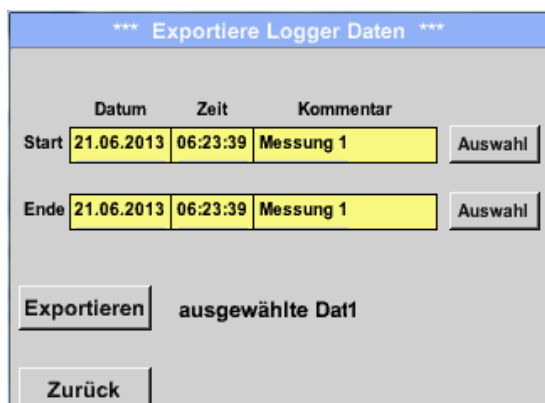 *** Exportiere Logger Daten ***
Datum Zeit Kommentar
Start 21.06.2013 06:23:39 Messung 1 Auswahl
Ende 21.06.2013 06:23:39 Messung 1 Auswahl
Exportieren ausgewählte Dat1
Zurück